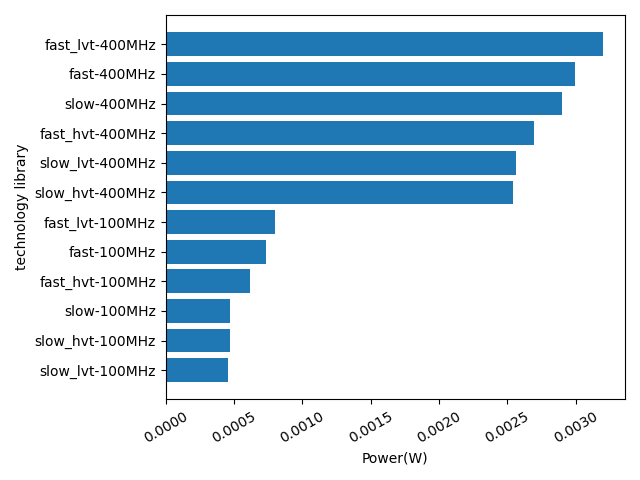 fast_lvt-400MHz
fast-400MHz
slow-400MHz
fast_hvt-400MHz
slow_lvt-400MHz
slow_hvt-400MHz
fast_lvt-100MHz
fast-100MHz
fast_hvt-100MHz
slow-100MHz
slow_hvt-100MHz
slow_lvt-100MHz
technology library
0.0000 0.0005 0.0010 0.0015 0.0020 0.0025 0.0030
Power(W)